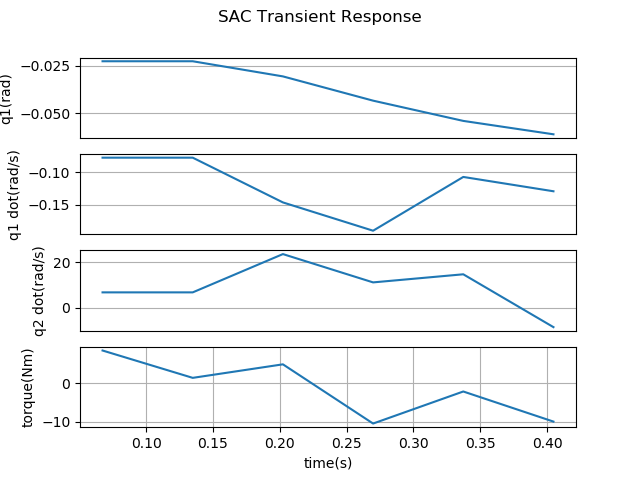 SAC Transient Response
q1(rad)
−0.025
−0.050
q1 dot(rad/s)
−0.10
−0.15
q2 dot(rad/s)
20
0
torque(Nm)
0
−10
0.10 0.15 0.20 0.25 0.30 0.35 0.40
time(s)